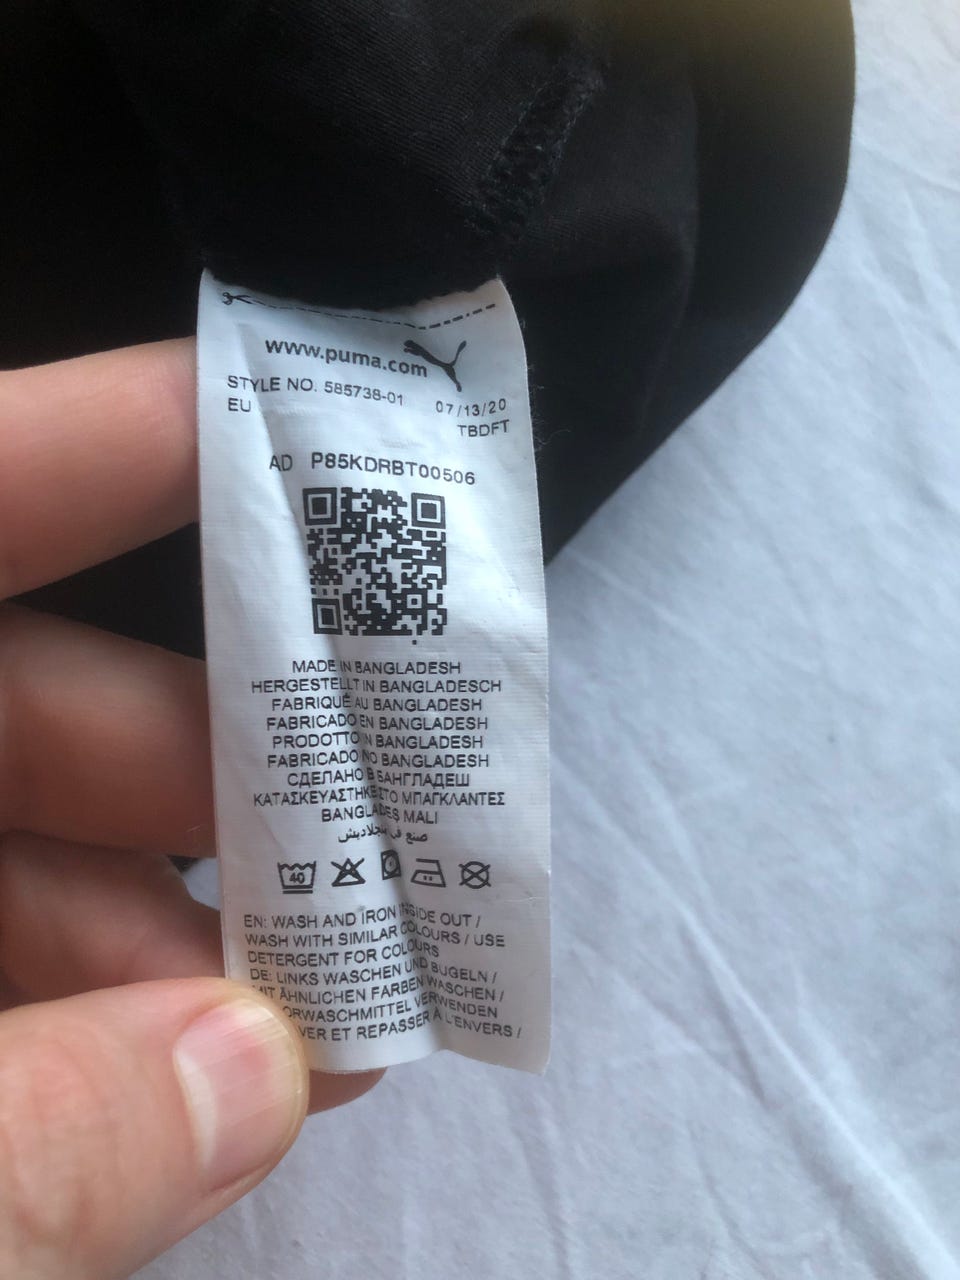 www.puma.com
STYLE NO. 585738-01 07/13/20
EU TBDFT
AD P85KDRBT00506
MADE IN BANGLADESH
HERGESTELLT IN BANGLADESCH
FABRIQUÉ AU BANGLADESH
FABRICADO EN BANGLADESH
PRODOTTO IN BANGLADESH
FABRICADO NO BANGLADESH
СДЕЛАНО В БАНГЛАДЕШ
ΚΑΤΑΣΚΕΥΑΣΤΗΚΕ ΣΤΟ ΜΠΑΓΚΛΑΝΤΕΣ
BANGLADEŞ MALI
صنع في بنجلاديش
40
EN: WASH AND IRON INSIDE OUT /
WASH WITH SIMILAR COLOURS / USE
DETERGENT FOR COLOURS
DE: LINKS WASCHEN UND BUGELN /
MIT ÄHNLICHEN FARBEN WASCHEN /
ORWASCHMITTEL VERWENDEN
VER ET REPASSER À L'ENVERS /